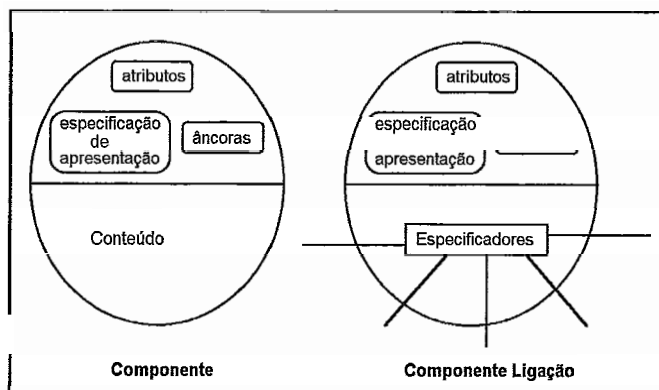 atributos
especificação
de
apresentação
âncoras
Conteúdo
Componente
atributos
especificação
apresentação
Especificadores
Componente Ligação